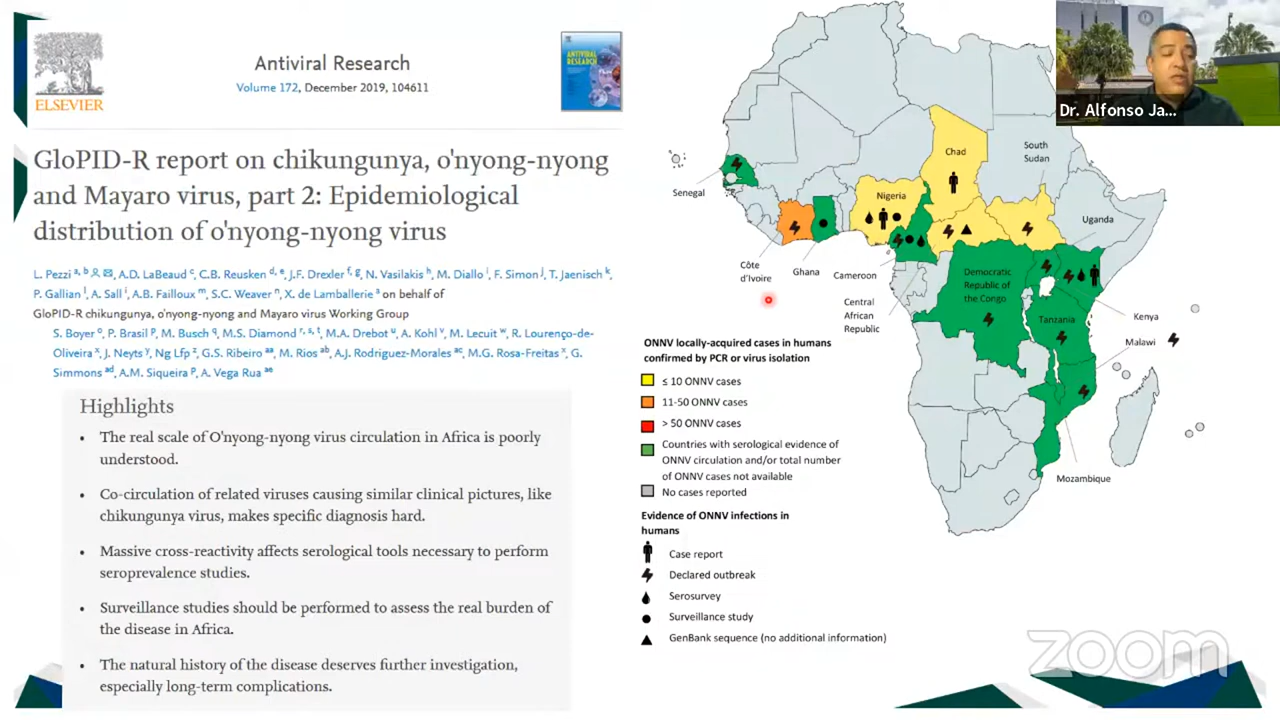 ELSEVIER
Antiviral Research
Volume 172, December 2019, 104611
ANTIVIRAL
RESEARCH
GloPID-R report on chikungunya, o'nyong-nyong
and Mayaro virus, part 2: Epidemiological
distribution of o'nyong-nyong virus
L. Pezzi a, b, A.D. LaBeaud c, C.B. Reusken d, e, J.F. Drexler f, g, N. Vasilakis h, M. Diallo i, F. Simon j, T. Jaenisch k,
P. Gallian l, A. Sall i, A.B. Failloux m, S.C. Weaver n, X. de Lamballerie a on behalf of
GloPID-R chikungunya, o'nyong-nyong and Mayaro virus Working Group
S. Boyer o, P. Brasil p, M. Busch q, M.S. Diamond r, s, t, M.A. Drebot u, A. Kohl v, M. Lecuit w, R. Lourenço-de-
Oliveira x, J. Neyts y, Ng Lfp z, G.S. Ribeiro aa, M. Rios ab, A.J. Rodriguez-Morales ac, M.G. Rosa-Freitas x, G.
Simmons ad, A.M. Siqueira p, A. Vega Rua ae
Highlights
• The real scale of O'nyong-nyong virus circulation in Africa is poorly
understood.
• Co-circulation of related viruses causing similar clinical pictures, like
chikungunya virus, makes specific diagnosis hard.
• Massive cross-reactivity affects serological tools necessary to perform
seroprevalence studies.
• Surveillance studies should be performed to assess the real burden of
the disease in Africa.
• The natural history of the disease deserves further investigation,
especially long-term complications.
Dr. Alfonso Ja...
Chad
South
Sudan
Senegal
Nigeria
Uganda
Côte
d'Ivoire
Ghana
Cameroon
Democratic
Republic of
the Congo
Central
African
Republic
Tanzania
Kenya
Malawi
Mozambique
ONNV locally-acquired cases in humans
confirmed by PCR or virus isolation
≤ 10 ONNV cases
11-50 ONNV cases
> 50 ONNV cases
Countries with serological evidence of
ONNV circulation and/or total number
of ONNV cases not available
No cases reported
Evidence of ONNV infections in
humans
Case report
Declared outbreak
Serosurvey
Surveillance study
GenBank sequence (no additional information)
zoom